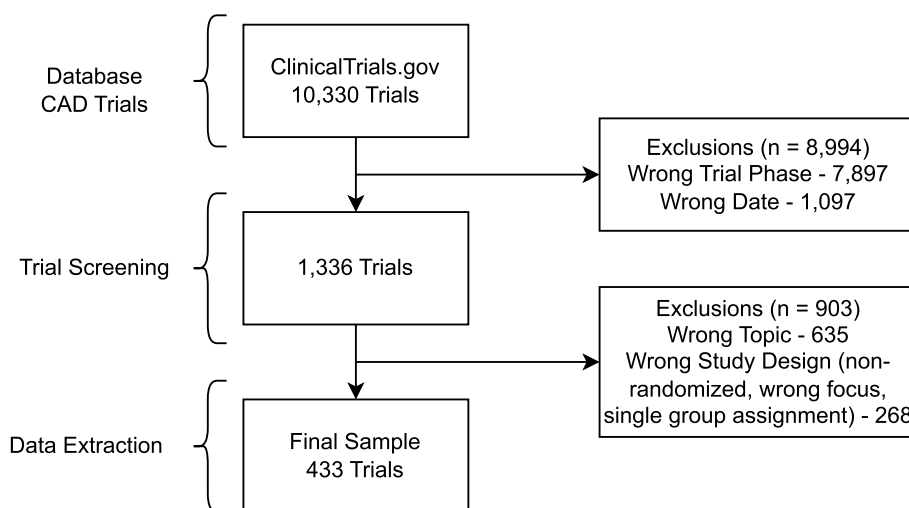 Database
CAD Trials
ClinicalTrials.gov
10,330 Trials
Exclusions (n = 8,994)
Wrong Trial Phase - 7,897
Wrong Date - 1,097
Trial Screening
1,336 Trials
Exclusions (n = 903)
Wrong Topic - 635
Wrong Study Design (non-
randomized, wrong focus,
single group assignment) - 268
Data Extraction
Final Sample
433 Trials